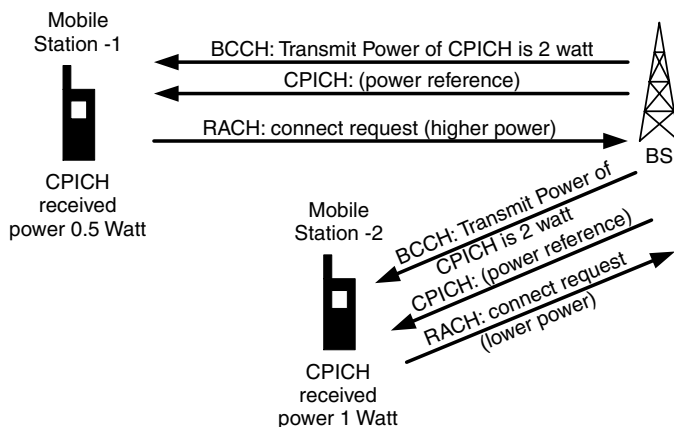 Mobile
Station -1
BCCH: Transmit Power of CPICH is 2 watt
CPICH: (power reference)
RACH: connect request (higher power)
BS
CPICH
received
power 0.5 Watt
Mobile
Station -2
BCCH: Transmit Power of
CPICH is 2 watt
CPICH: (power reference)
RACH: connect request
(lower power)
CPICH
received
power 1 Watt